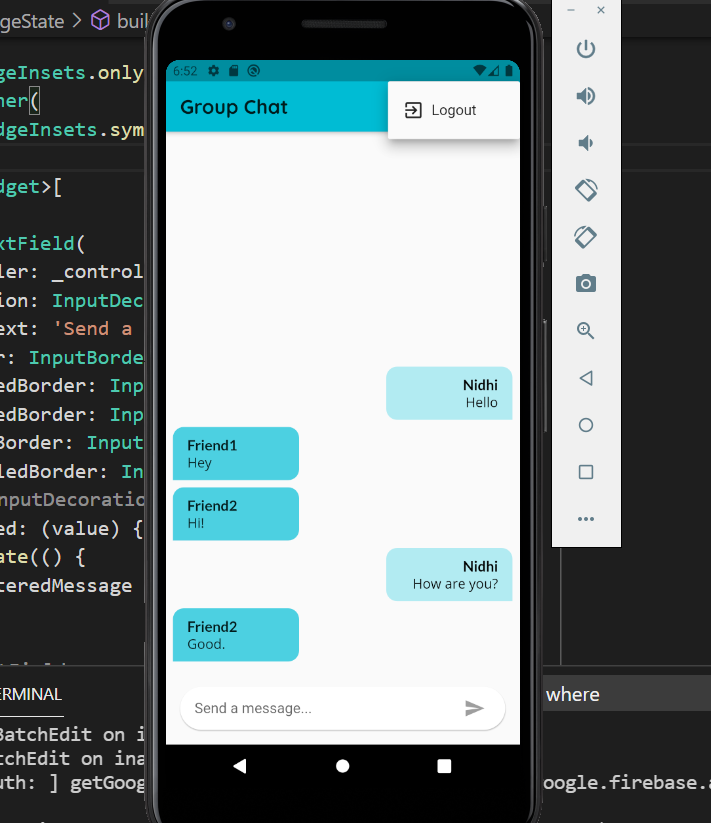 geState > buil
geInsets.only
ner(
dgeInsets.sym
dget>[
xtField(
ler: _control
ion: InputDec
ext: 'Send a
r: InputBorde
edBorder: Inp
edBorder: Inp
Border: Input
ledBorder: In
nputDecoratio
ed: (value) {
ate(() {
teredMessage
ERMINAL
where
BatchEdit on i
tchEdit on ina
uth: ] getGoog
oogle.firebase.a
6:52
Group Chat
Logout
Nidhi
Hello
Friend1
Hey
Friend2
Hi!
Nidhi
How are you?
Friend2
Good.
Send a message...